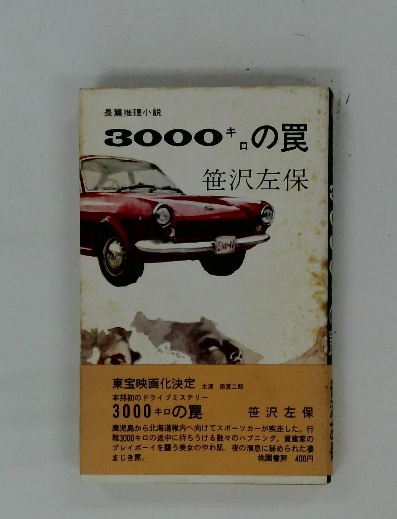 長篇推理小説
3000キロの罠
笹沢左保
東宝映画化決定 主演 田宮二郎
本邦初のドライブミステリー
3000キロの罠 笹沢左保
鹿児島から北海道稚内へ向けてスポーツカーが疾走した。行
程3000キロの途中に待ちうける数々のハプニング、資産家の
プレイボーイを襲う美女のやわ肌、夜の濱息に秘められた凄
まじき罠。 桃園書房 400円